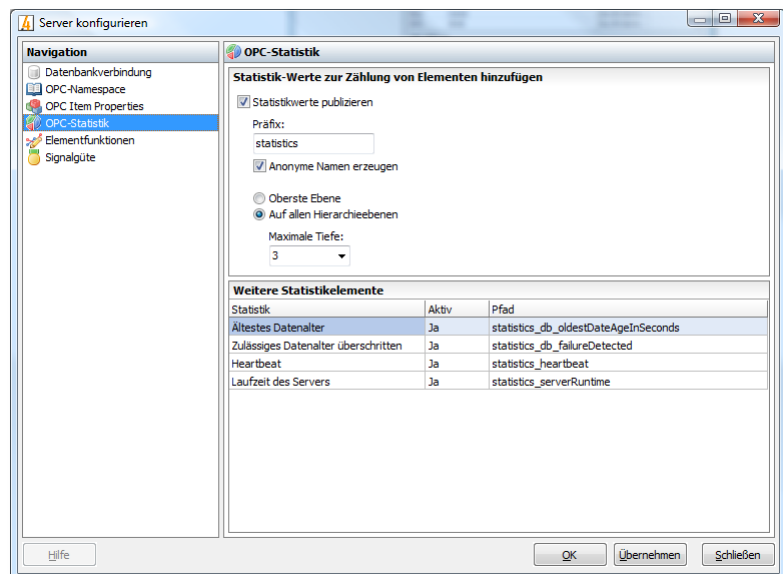 Server konfigurieren
Navigation
Datenbankverbindung
OPC-Namespace
OPC Item Properties
OPC-Statistik
Elementfunktionen
Signalgüte
OPC-Statistik
Statistik-Werte zur Zählung von Elementen hinzufügen
Statistikwerte publizieren
Präfix:
statistics
Anonyme Namen erzeugen
Oberste Ebene
Auf allen Hierarchieebenen
Maximale Tiefe:
3
Weitere Statistikelemente
Statistik Aktiv Pfad
Ältestes Datenalter Ja statistics_db_oldestDateAgeInSeconds
Zulässiges Datenalter überschritten Ja statistics_db_failureDetected
Heartbeat Ja statistics_heartbeat
Laufzeit des Servers Ja statistics_serverRuntime
Hilfe OK Übernehmen Schließen